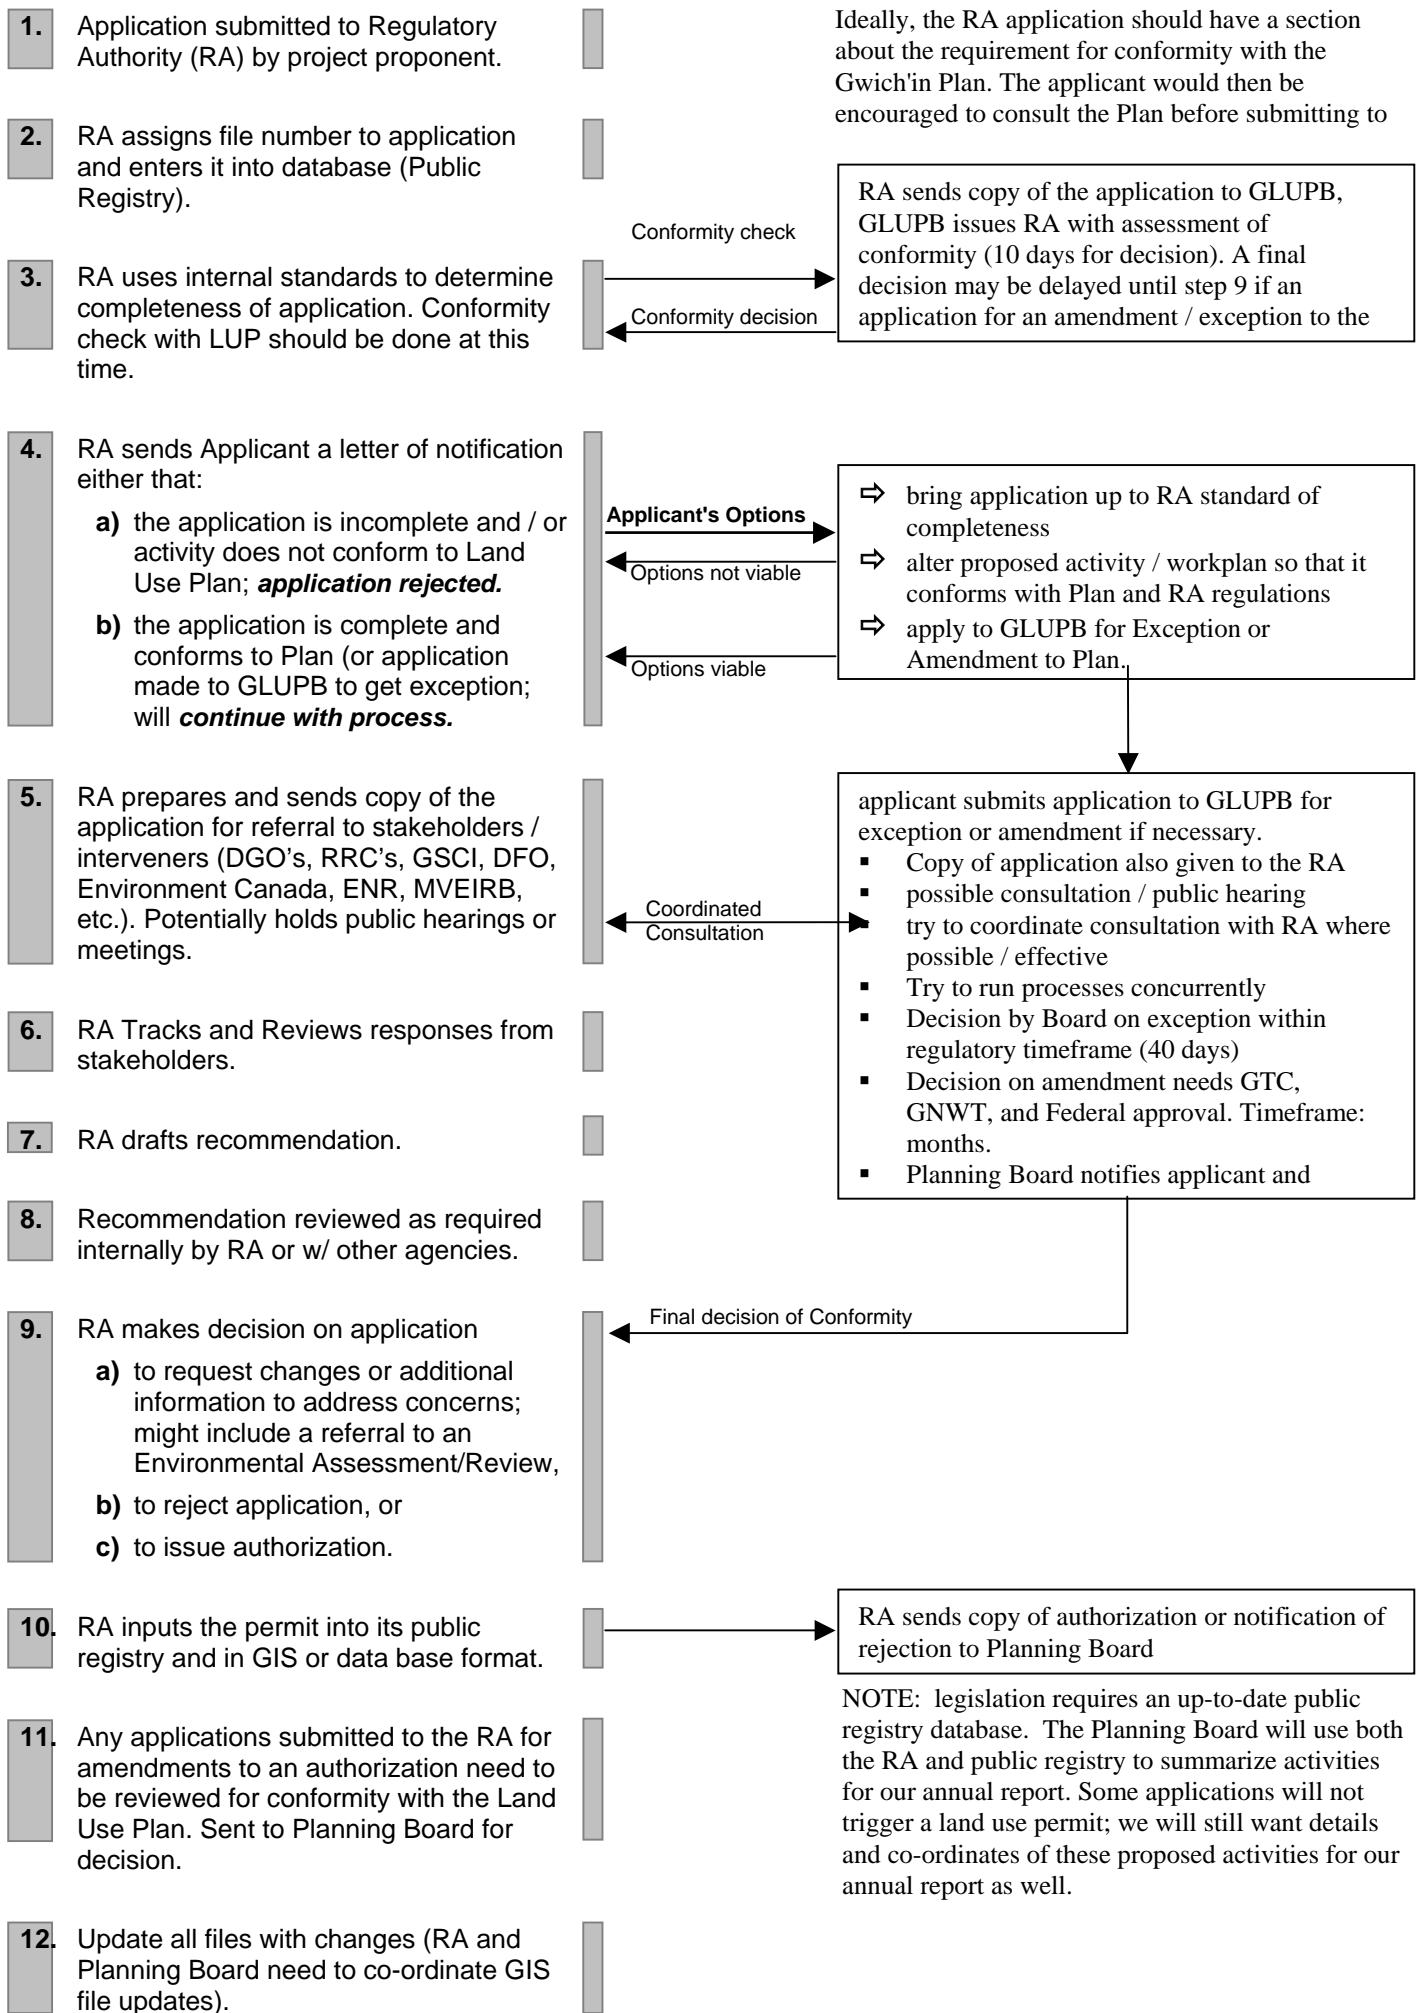 1. Application submitted to Regulatory
Authority (RA) by project proponent.
Ideally, the RA application should have a section
about the requirement for conformity with the
Gwich'in Plan. The applicant would then be
encouraged to consult the Plan before submitting to
2. RA assigns file number to application
and enters it into database (Public
Registry).
Conformity check
RA sends copy of the application to GLUPB,
GLUPB issues RA with assessment of
conformity (10 days for decision). A final
decision may be delayed until step 9 if an
application for an amendment / exception to the
3. RA uses internal standards to determine
completeness of application. Conformity
check with LUP should be done at this
time.
Conformity decision
4. RA sends Applicant a letter of notification
either that:
a) the application is incomplete and / or
activity does not conform to Land
Use Plan; application rejected.
b) the application is complete and
conforms to Plan (or application
made to GLUPB to get exception;
will continue with process.
Applicant's Options
Options not viable
Options viable
⇨ bring application up to RA standard of
completeness
⇨ alter proposed activity / workplan so that it
conforms with Plan and RA regulations
⇨ apply to GLUPB for Exception or
Amendment to Plan.
5. RA prepares and sends copy of the
application for referral to stakeholders /
interveners (DGO's, RRC's, GSCI, DFO,
Environment Canada, ENR, MVEIRB,
etc.). Potentially holds public hearings or
meetings.
Coordinated
Consultation
applicant submits application to GLUPB for
exception or amendment if necessary.
▪ Copy of application also given to the RA
▪ possible consultation / public hearing
▪ try to coordinate consultation with RA where
possible / effective
▪ Try to run processes concurrently
▪ Decision by Board on exception within
regulatory timeframe (40 days)
▪ Decision on amendment needs GTC,
GNWT, and Federal approval. Timeframe:
months.
▪ Planning Board notifies applicant and
6. RA Tracks and Reviews responses from
stakeholders.
7. RA drafts recommendation.
8. Recommendation reviewed as required
internally by RA or w/ other agencies.
9. RA makes decision on application
a) to request changes or additional
information to address concerns;
might include a referral to an
Environmental Assessment/Review,
b) to reject application, or
c) to issue authorization.
Final decision of Conformity
10. RA inputs the permit into its public
registry and in GIS or data base format.
RA sends copy of authorization or notification of
rejection to Planning Board
NOTE: legislation requires an up-to-date public
registry database. The Planning Board will use both
the RA and public registry to summarize activities
for our annual report. Some applications will not
trigger a land use permit; we will still want details
and co-ordinates of these proposed activities for our
annual report as well.
11. Any applications submitted to the RA for
amendments to an authorization need to
be reviewed for conformity with the Land
Use Plan. Sent to Planning Board for
decision.
12. Update all files with changes (RA and
Planning Board need to co-ordinate GIS
file updates).